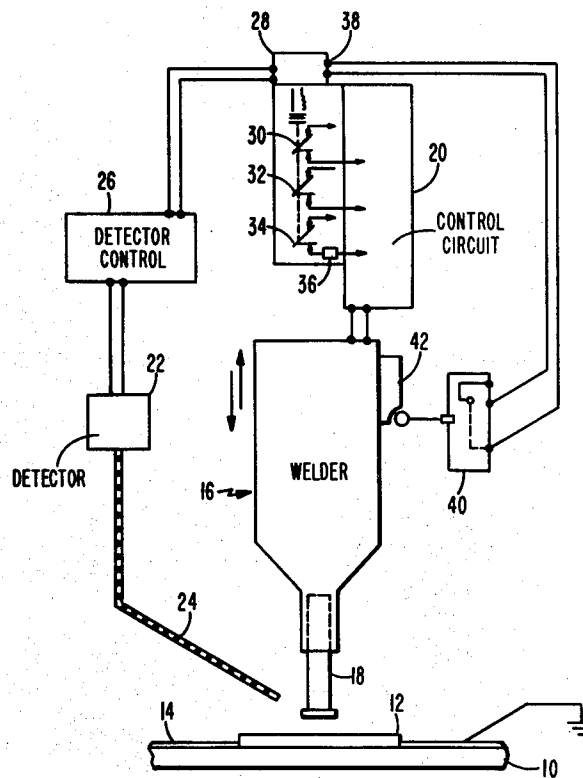 28
38
30
32
34
36
20
CONTROL
CIRCUIT
26
DETECTOR
CONTROL
22
DETECTOR
42
WELDER
16
40
24
18
14
12
10